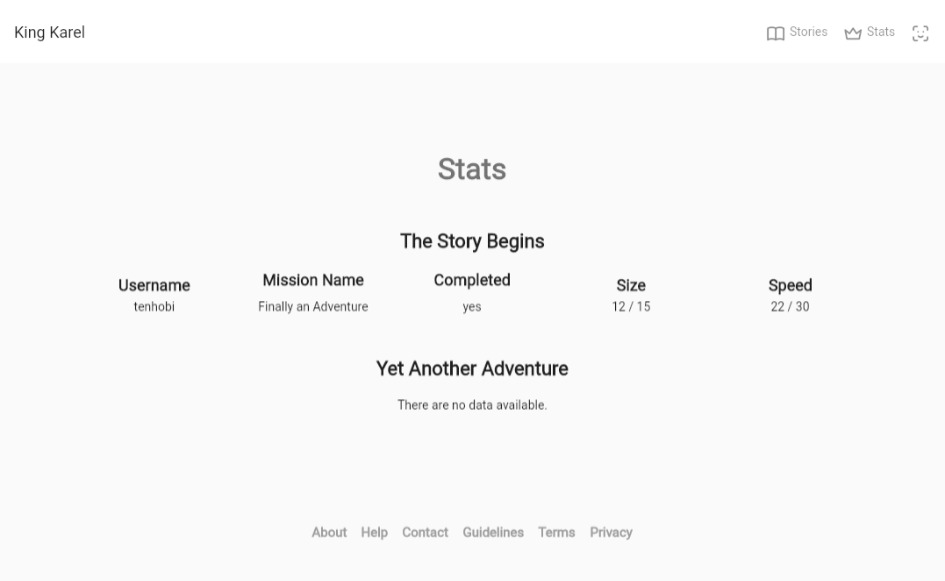 King Karel Stories Stats
Stats
The Story Begins
Username Mission Name Completed Size Speed
tenhobi Finally an Adventure yes 12 / 15 22 / 30
Yet Another Adventure
There are no data available.
About Help Contact Guidelines Terms Privacy